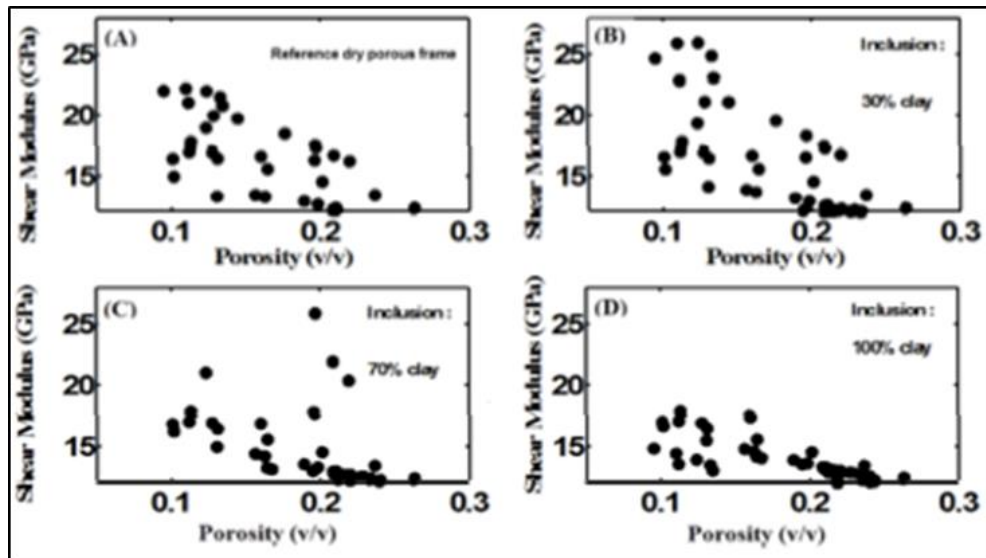 (A)
Reference dry porous frame
Shear Modulus (GPa)
25
20
15
0.1 0.2 0.3
Porosity (v/v)
(B)
Inclusion :
30% clay
Shear Modulus (GPa)
25
20
15
0.1 0.2 0.3
Porosity (v/v)
(C)
Inclusion :
70% clay
Shear Modulus (GPa)
25
20
15
0.1 0.2 0.3
Porosity (v/v)
(D)
Inclusion :
100% clay
Shear Modulus (GPa)
25
20
15
0.1 0.2 0.3
Porosity (v/v)